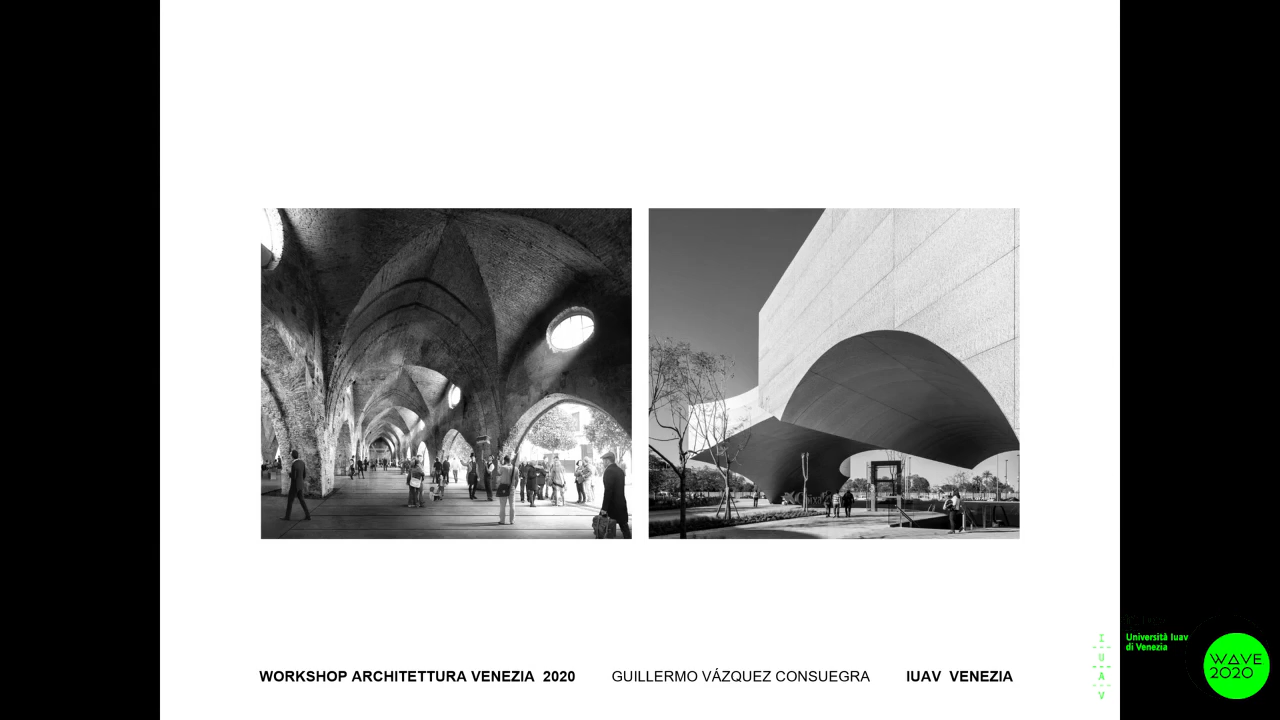 WORKSHOP ARCHITETTURA VENEZIA 2020 GUILLERMO VÁZQUEZ CONSUEGRA IUAV VENEZIA
I
U
A
V
Università Iuav
di Venezia
WAVE
2020